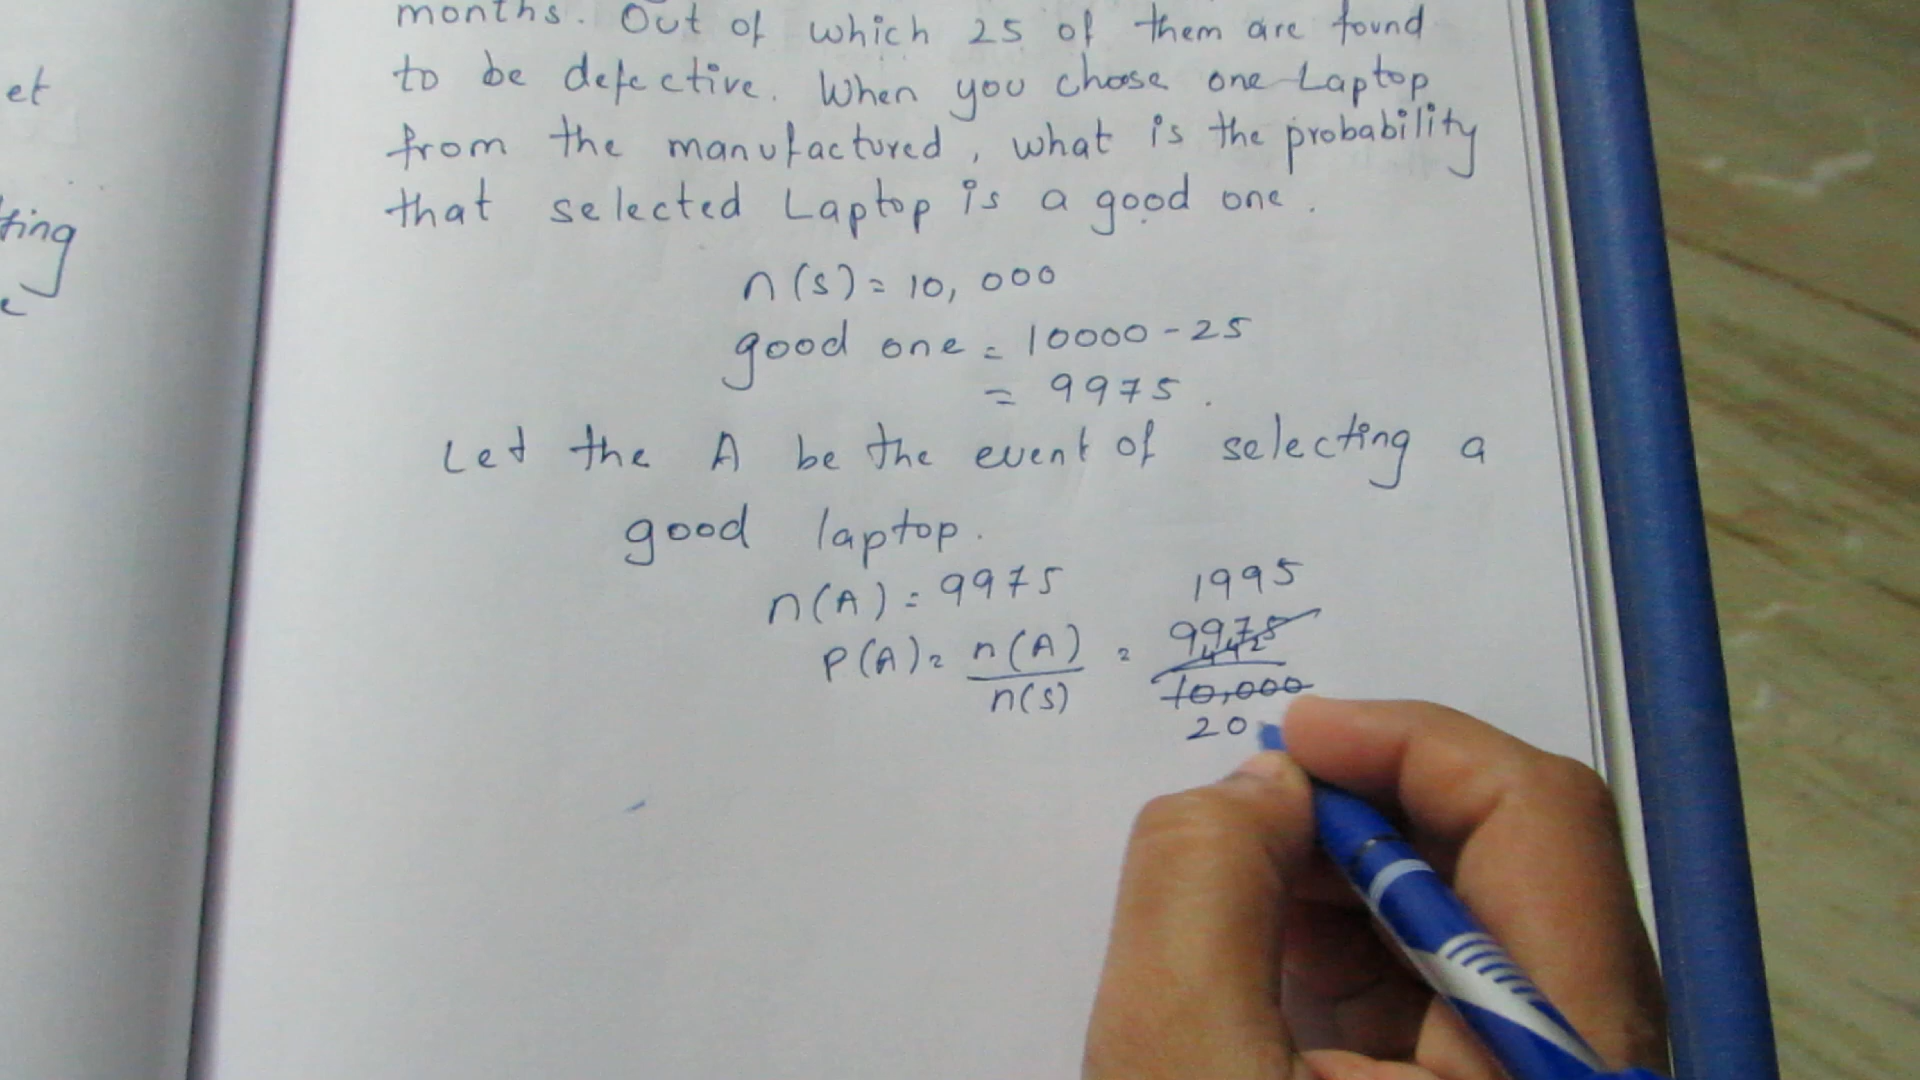 et
ting
months. Out of which 25 of them are found
to be defective. When you chose one Laptop
from the manufactured, what is the probability
that selected Laptop is a good one.
n(s) = 10,000
good one = 10000 - 25
= 9975.
Let the A be the event of selecting a
good laptop.
n(A) = 9975
1995
P(A) = n(A) = 9975
n(s) 10,000
20